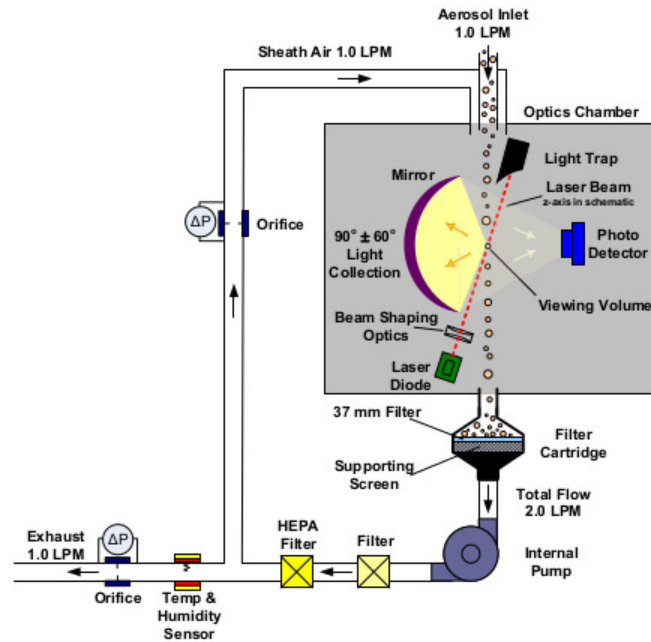 Aerosol Inlet
1.0 LPM
Sheath Air 1.0 LPM
Optics Chamber
Light Trap
Mirror
Laser Beam
z-axis in schematic
ΔP
Orifice
90° ± 60°
Light
Collection
Photo
Detector
Viewing Volume
Beam Shaping
Optics
Laser
Diode
37 mm Filter
Filter
Cartridge
Supporting
Screen
Total Flow
2.0 LPM
Exhaust
1.0 LPM
ΔP
HEPA
Filter
Filter
Internal
Pump
Orifice
Temp &
Humidity
Sensor